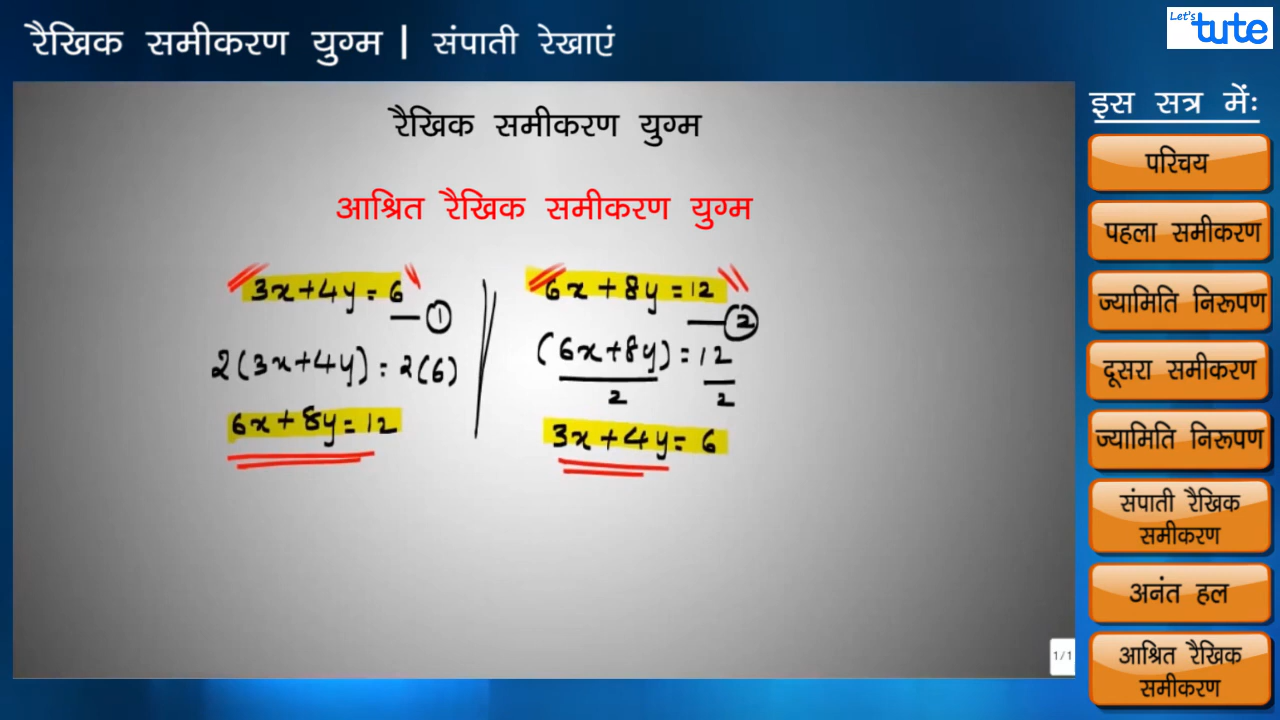 रैखिक समीकरण युग्म | संपाती रेखाएं
Let's tute
रैखिक समीकरण युग्म
आश्रित रैखिक समीकरण युग्म
3x+4y=6
1
2(3x+4y)=2(6)
6x+8y=12
6x+8y=12
2
(6x+8y)=12
2 2
3x+4y=6
1/1
इस सत्र में:
परिचय
पहला समीकरण
ज्यामिति निरूपण
दूसरा समीकरण
ज्यामिति निरूपण
संपाती रैखिक
समीकरण
अनंत हल
आश्रित रैखिक
समीकरण